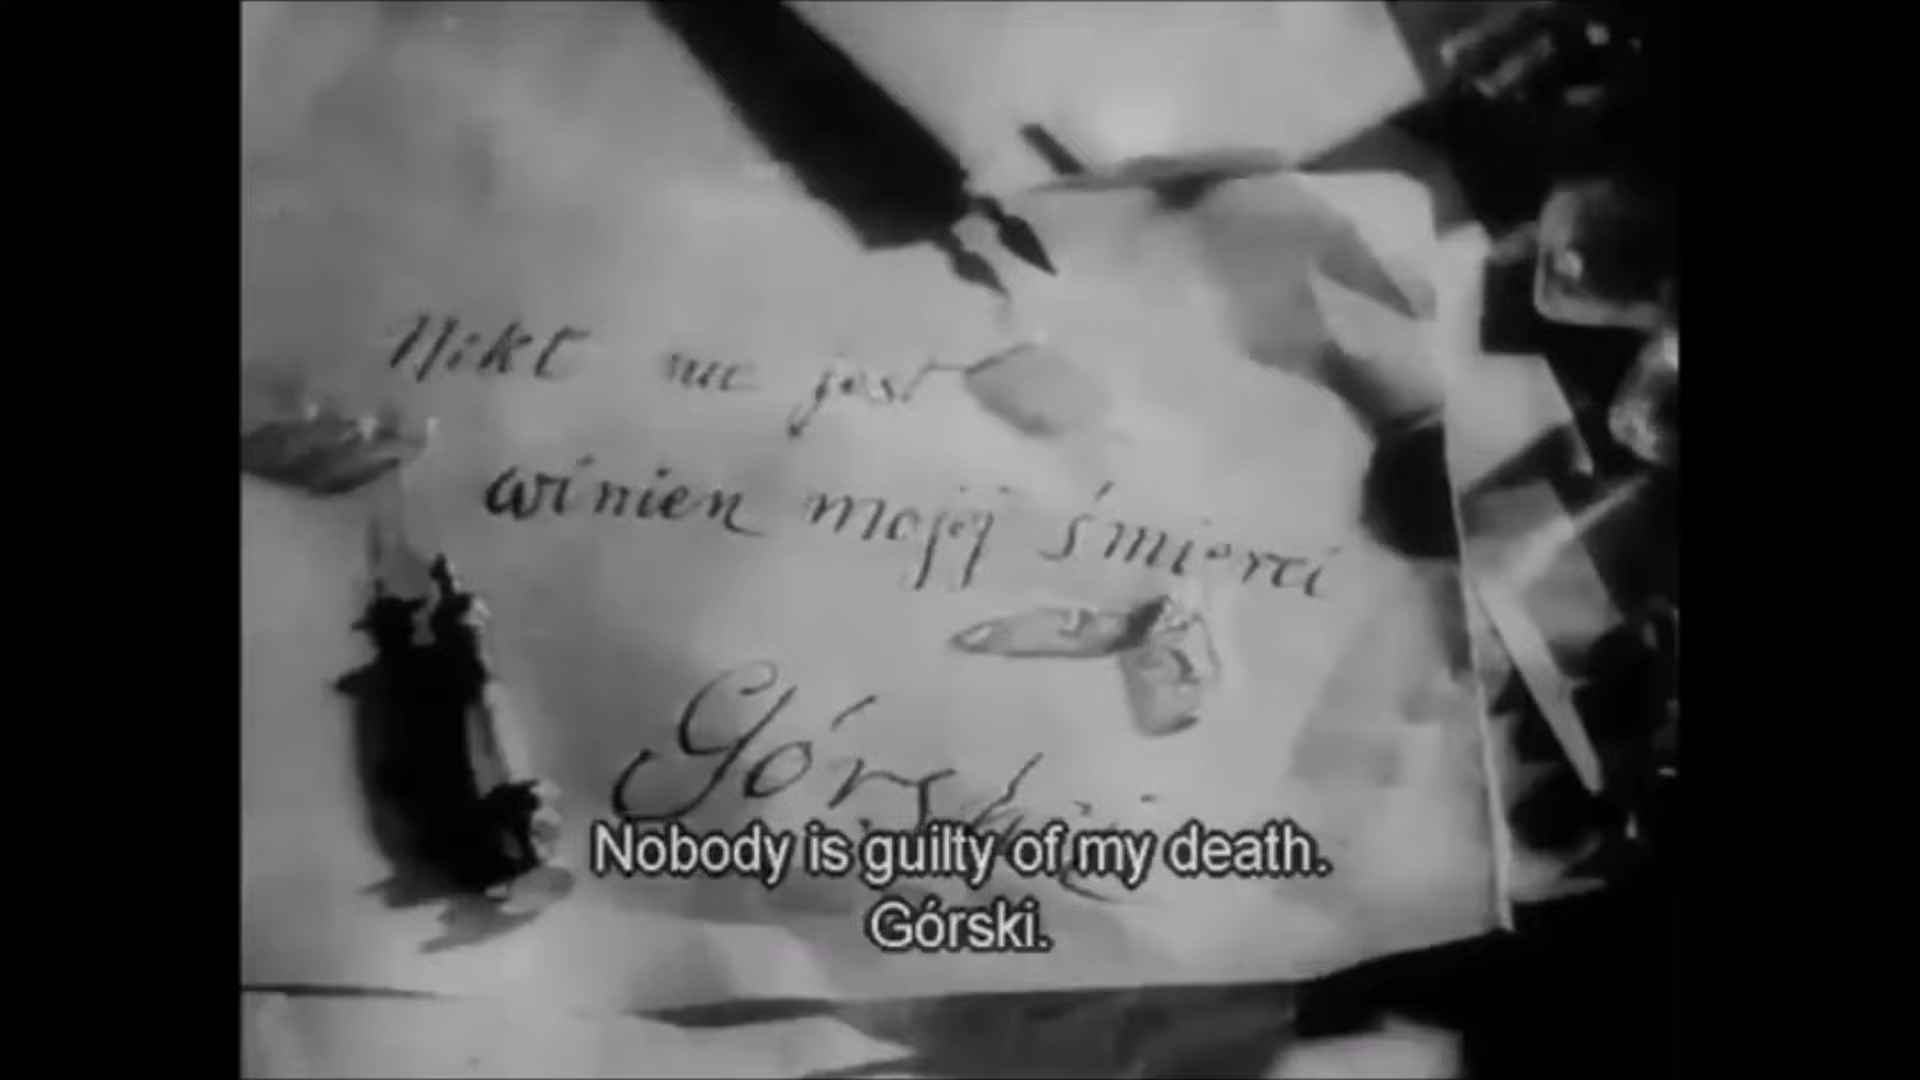 Nikt nie jest
winien mojej śmierci
Górski
Nobody is guilty of my death.
Górski.